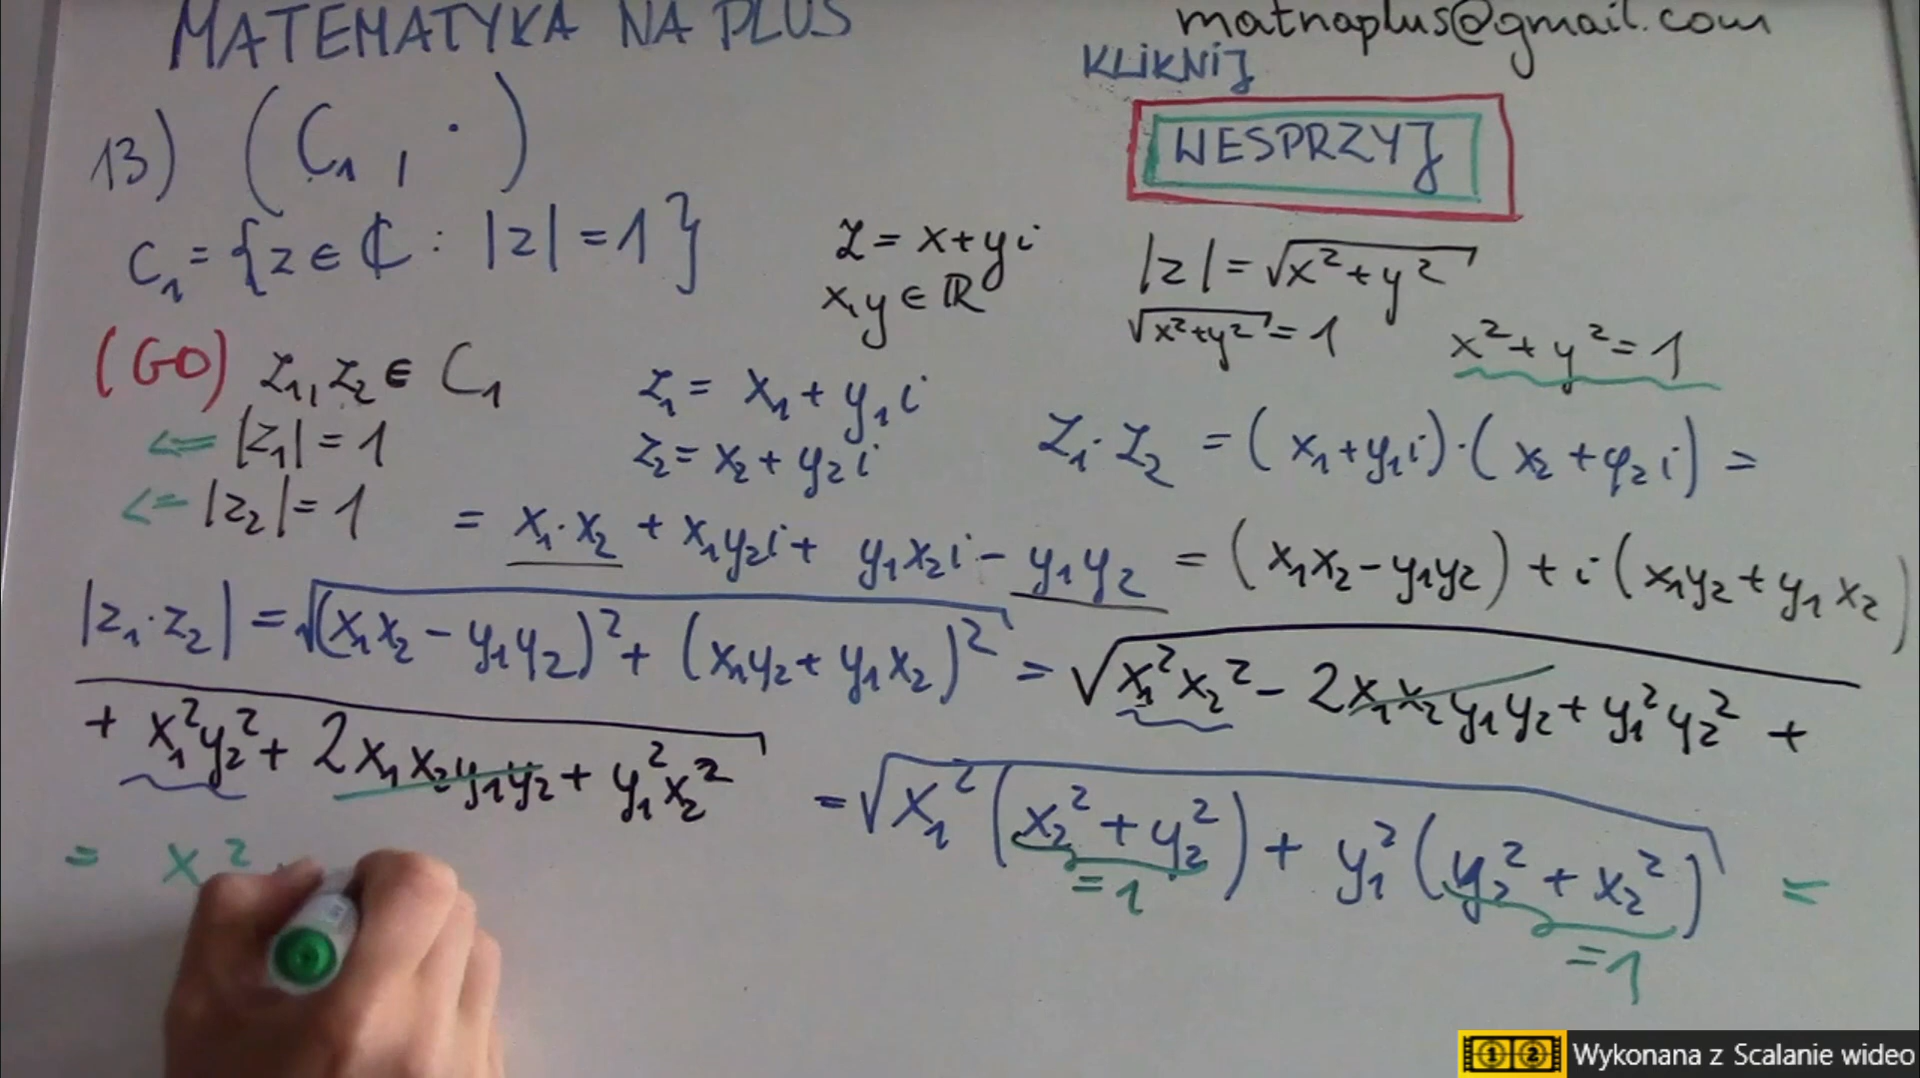 MATEMATYKA NA PLUS
matnaplus@gmail.com
KLIKNIJ
WESPRZYJ
13) (C₁, ·)
C₁ = {z ∈ ℂ : |z| = 1}
z = x + yi
x, y ∈ ℝ
|z| = √(x² + y²)
√(x² + y²) = 1
x² + y² = 1
(G0) z₁, z₂ ∈ C₁
⇐ |z₁| = 1
⇐ |z₂| = 1
z₁ = x₁ + y₁i
z₂ = x₂ + y₂i
z₁·z₂ = (x₁ + y₁i)·(x₂ + y₂i) =
= x₁·x₂ + x₁y₂i + y₁x₂i − y₁y₂ = (x₁x₂ − y₁y₂) + i(x₁y₂ + y₁x₂)
|z₁·z₂| = √((x₁x₂ − y₁y₂)² + (x₁y₂ + y₁x₂)²) = √(x₁²x₂² − 2x₁x₂y₁y₂ + y₁²y₂² +
+ x₁²y₂² + 2x₁x₂y₁y₂ + y₁²x₂²)
= √(x₁²(x₂² + y₂²) + y₁²(y₂² + x₂²)) =
= 1
= 1
= x²
Wykonana z Scalanie wideo